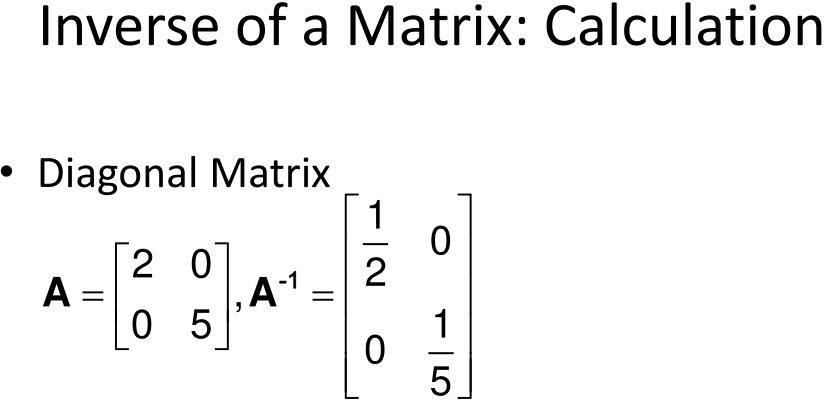 Inverse of a Matrix: Calculation
• Diagonal Matrix
A = [2 0; 0 5], A⁻¹ = [1/2 0; 0 1/5]